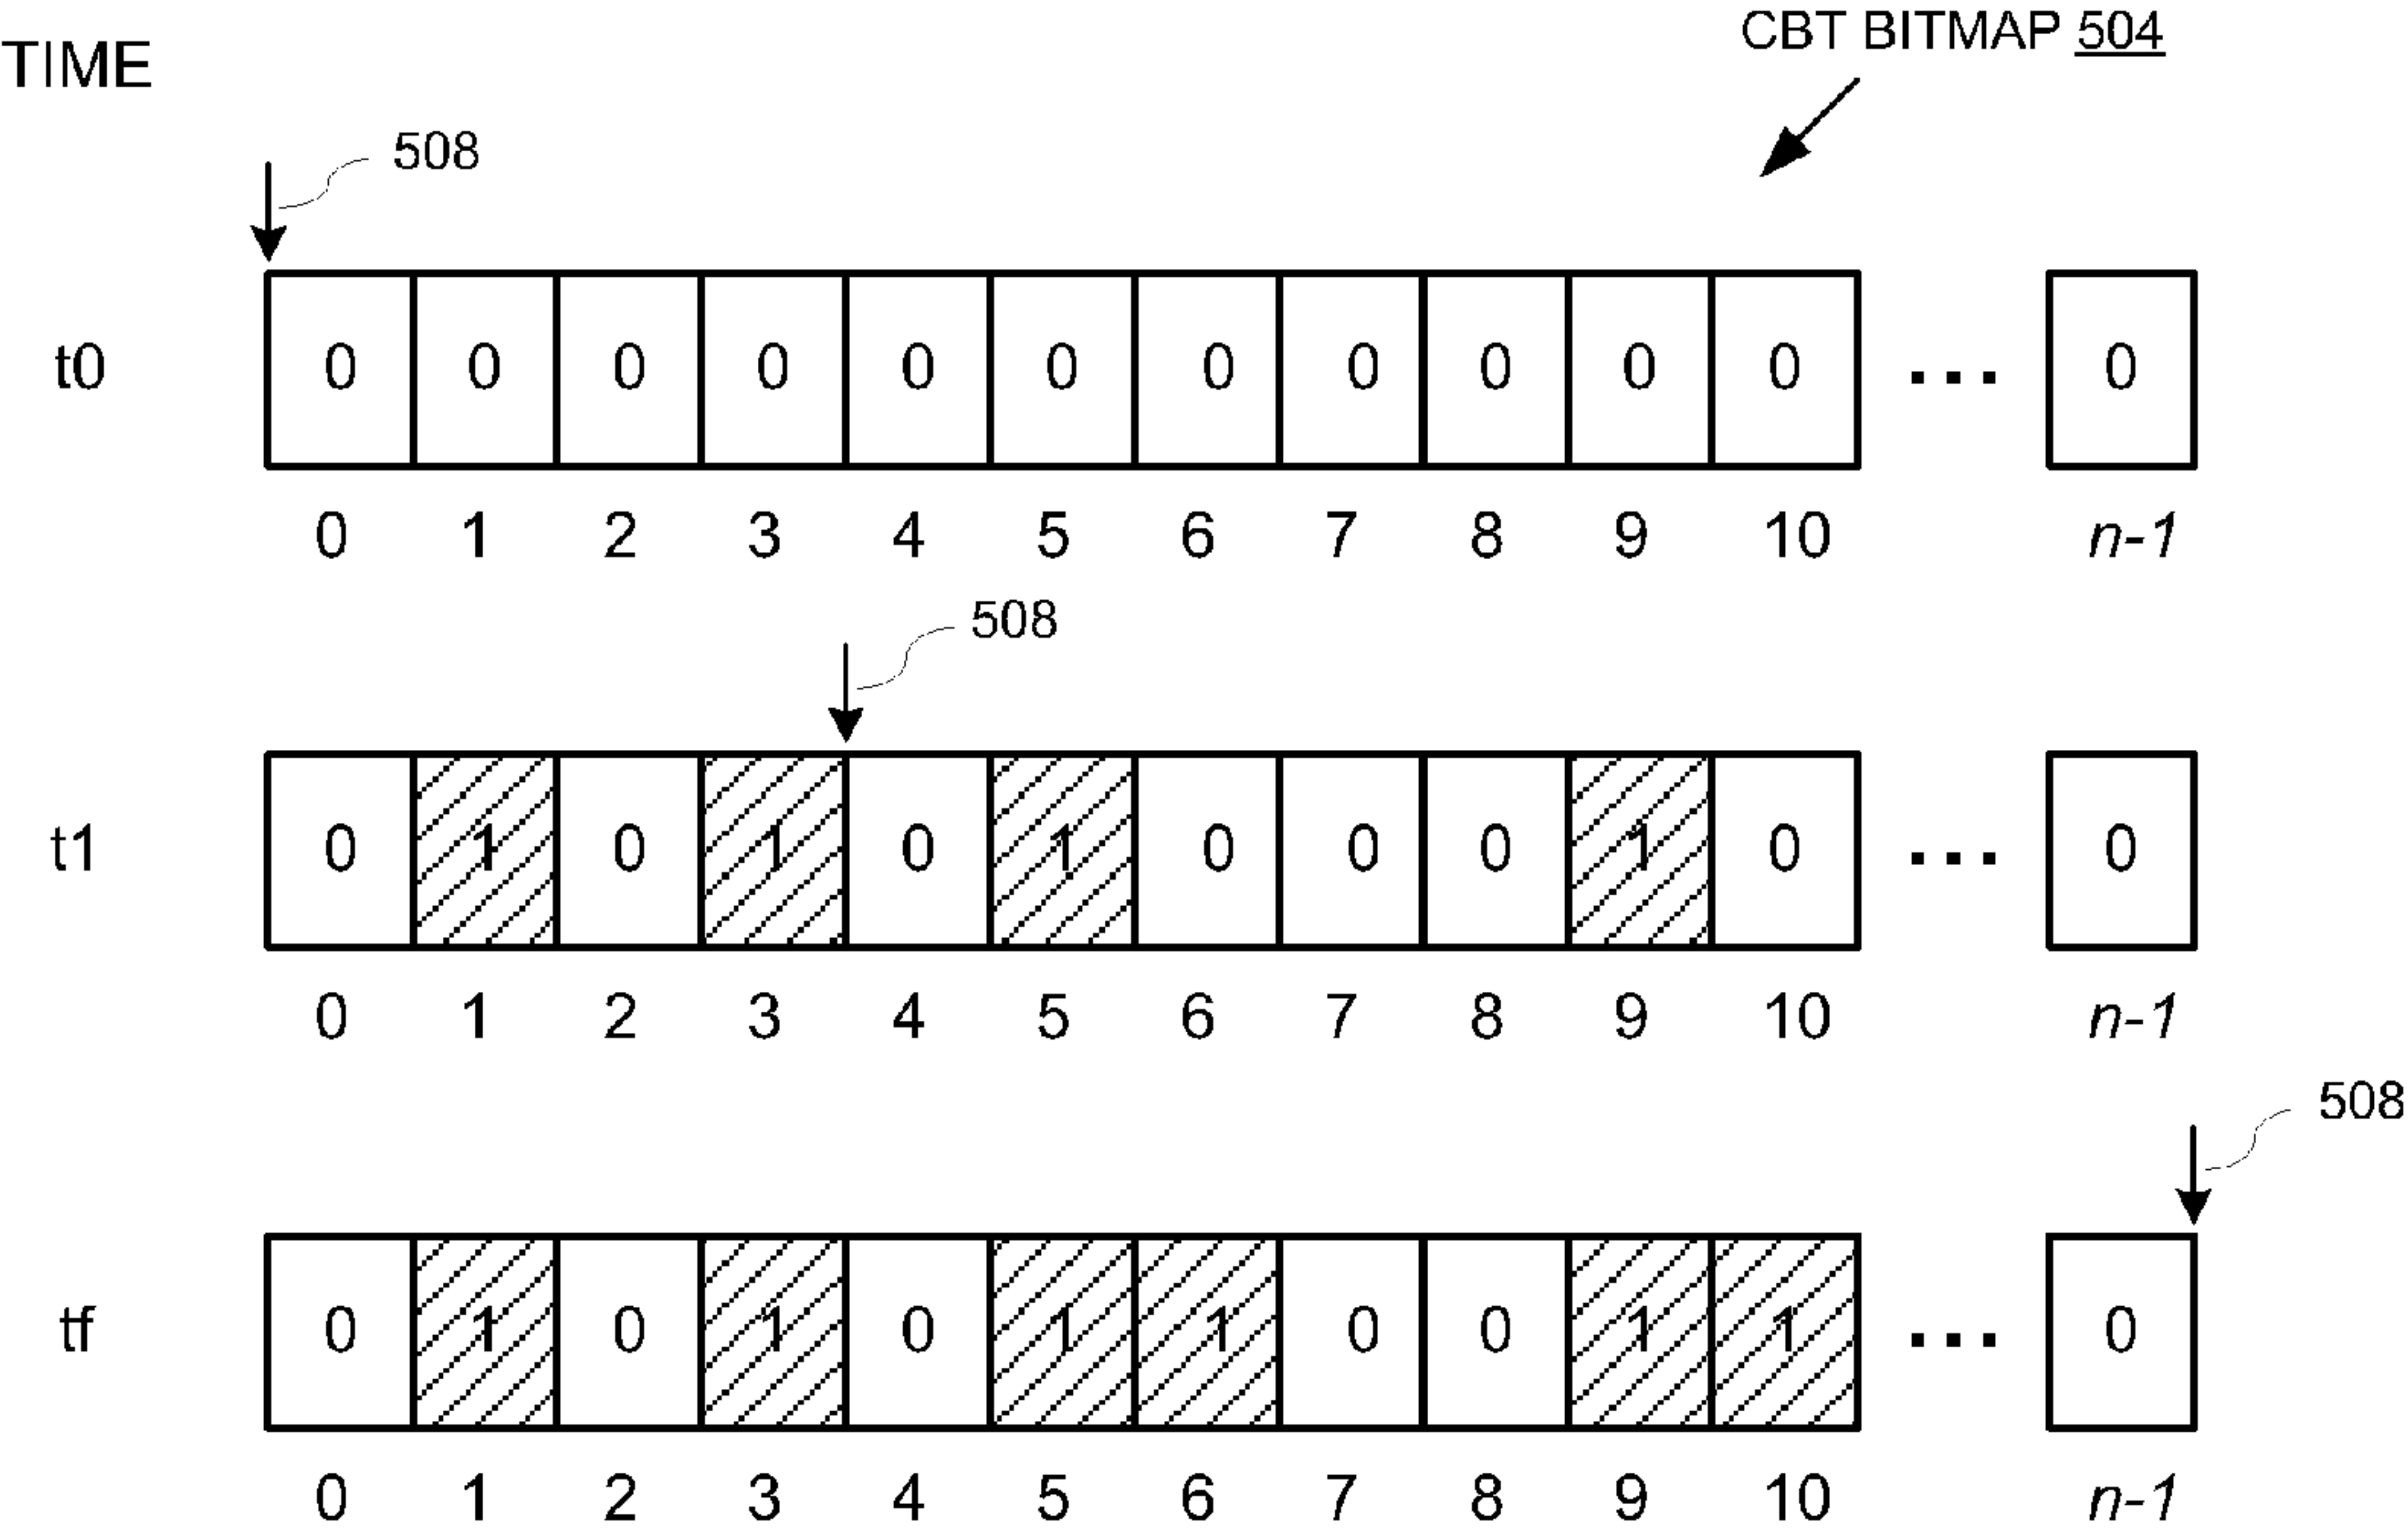 CBT BITMAP 504
TIME
508
t0 0 0 0 0 0 0 0 0 0 0 0 ... 0
0 1 2 3 4 5 6 7 8 9 10 n-1
508
t1 0 1 0 1 0 1 0 0 0 1 0 ... 0
0 1 2 3 4 5 6 7 8 9 10 n-1
508
tf 0 1 0 1 0 1 1 0 0 1 1 ... 0
0 1 2 3 4 5 6 7 8 9 10 n-1